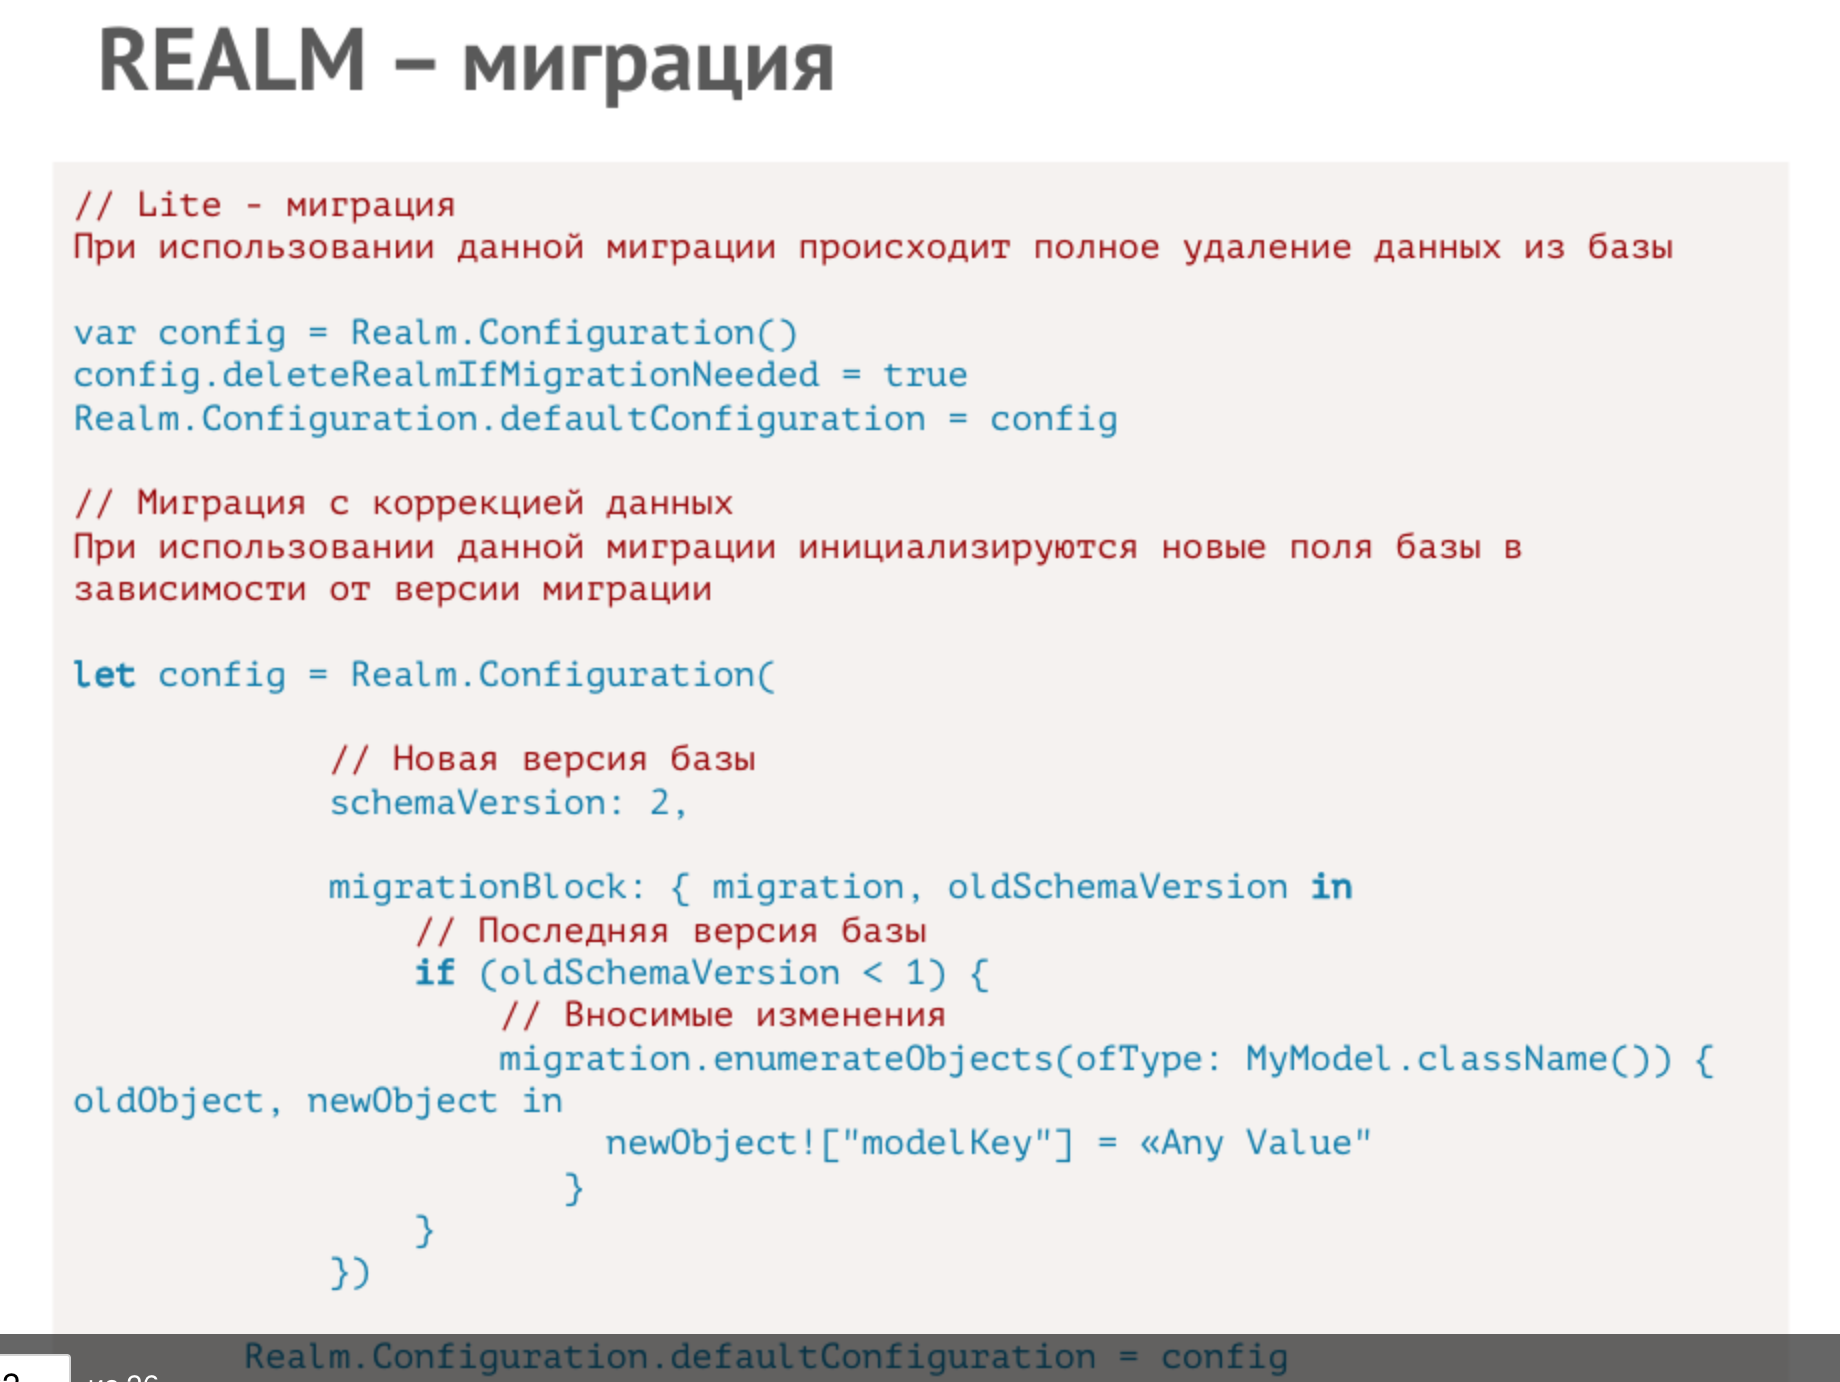 REALM – миграция
// Lite - миграция
При использовании данной миграции происходит полное удаление данных из базы
var config = Realm.Configuration()
config.deleteRealmIfMigrationNeeded = true
Realm.Configuration.defaultConfiguration = config
// Миграция с коррекцией данных
При использовании данной миграции инициализируются новые поля базы в
зависимости от версии миграции
let config = Realm.Configuration(
// Новая версия базы
schemaVersion: 2,
migrationBlock: { migration, oldSchemaVersion in
// Последняя версия базы
if (oldSchemaVersion < 1) {
// Вносимые изменения
migration.enumerateObjects(ofType: MyModel.className()) {
oldObject, newObject in
newObject!["modelKey"] = «Any Value"
}
}
})
Realm.Configuration.defaultConfiguration = config